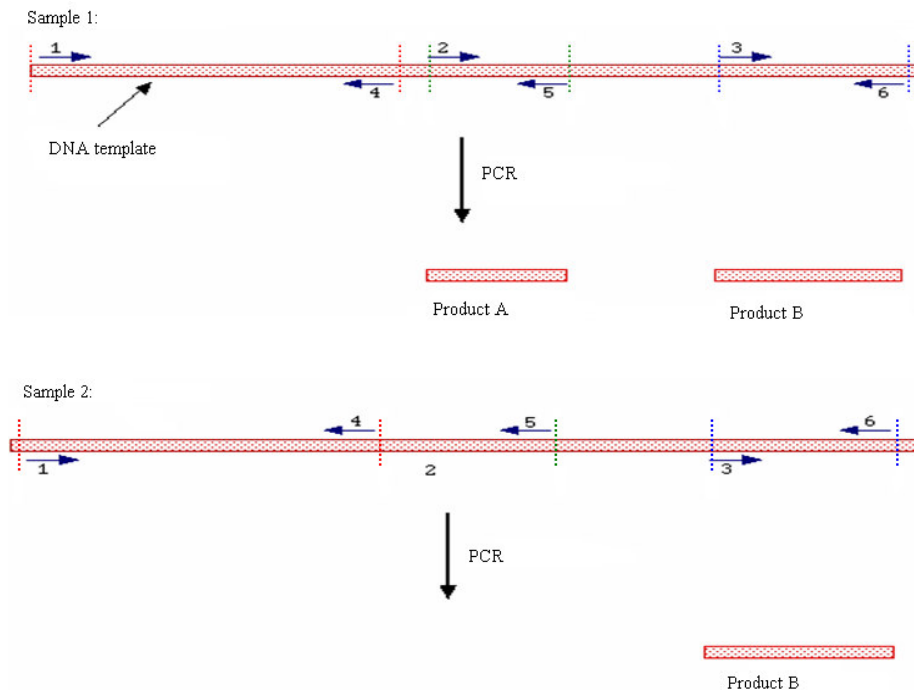 Sample 1:
1 2 3
4 5 6
DNA template
PCR
Product A Product B
Sample 2:
4 5 6
1 2 3
PCR
Product B